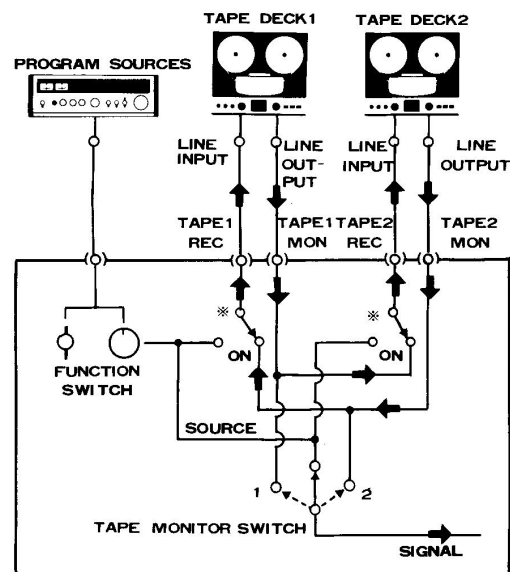 TAPE DECK1
TAPE DECK2
PROGRAM SOURCES
LINE
INPUT
LINE
OUT-
PUT
LINE
INPUT
LINE
OUTPUT
TAPE1
REC
TAPE1
MON
TAPE2
REC
TAPE2
MON
※
※
ON
ON
FUNCTION
SWITCH
SOURCE
1
2
TAPE MONITOR SWITCH
SIGNAL